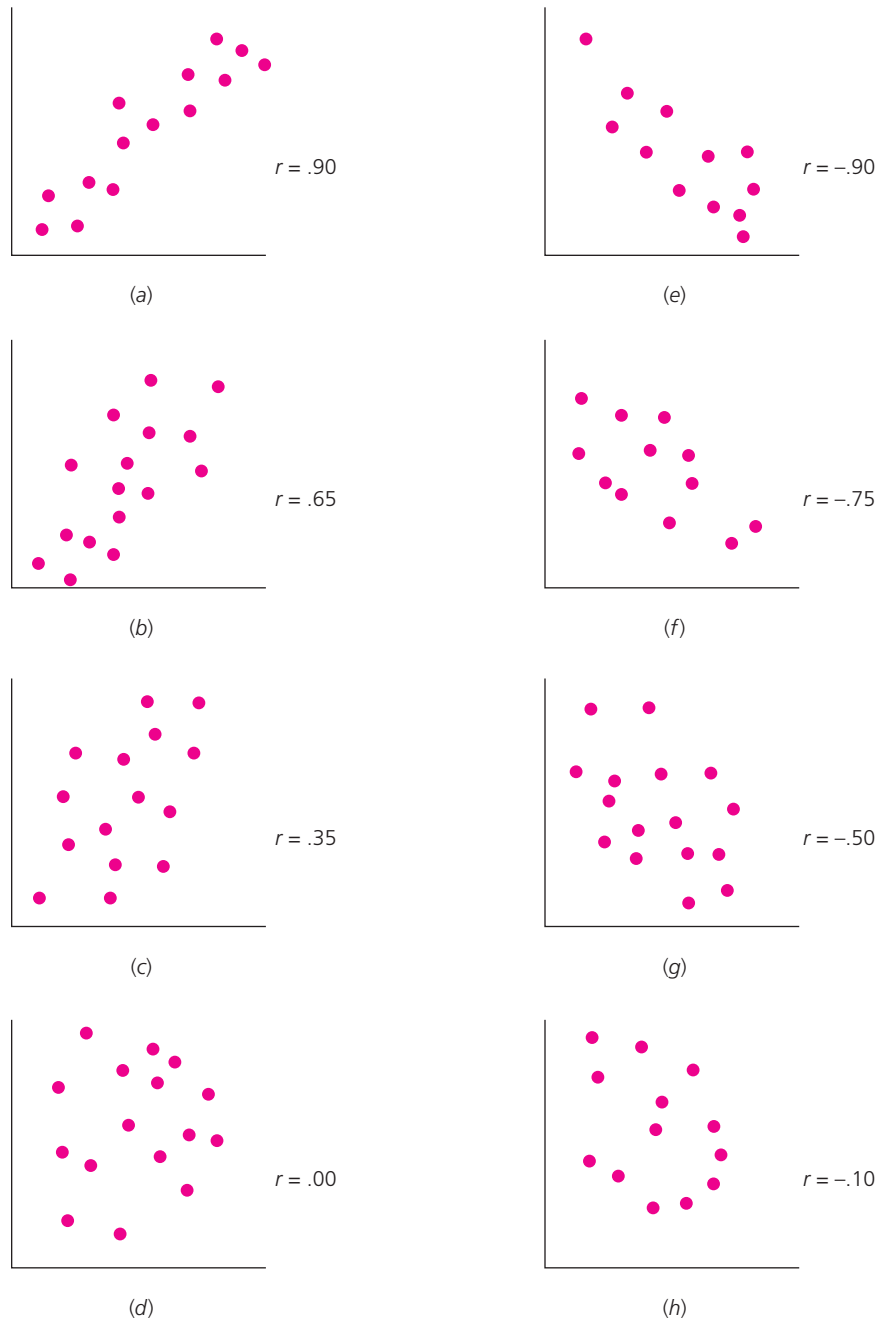 r = .90
(a)
r = .65
(b)
r = .35
(c)
r = .00
(d)
r = –.90
(e)
r = –.75
(f)
r = –.50
(g)
r = –.10
(h)